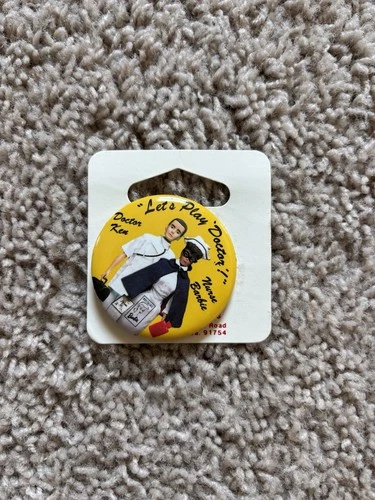 "Let's Play 'Doctor'!"
Doctor
Ken
Nurse
Barbie
Road
91754